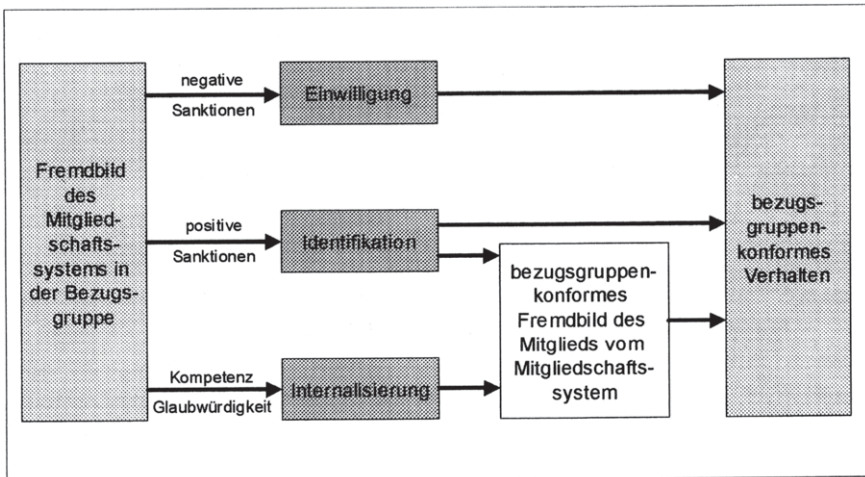 Fremdbild
des
Mitglied-
schafts-
systems in
der Bezugs-
gruppe
negative
Sanktionen
Einwilligung
positive
Sanktionen
Identifikation
Kompetenz
Glaubwürdigkeit
Internalisierung
bezugsgruppen-
konformes
Fremdbild des
Mitglieds vom
Mitgliedschafts-
system
bezugs-
gruppen-
konformes
Verhalten